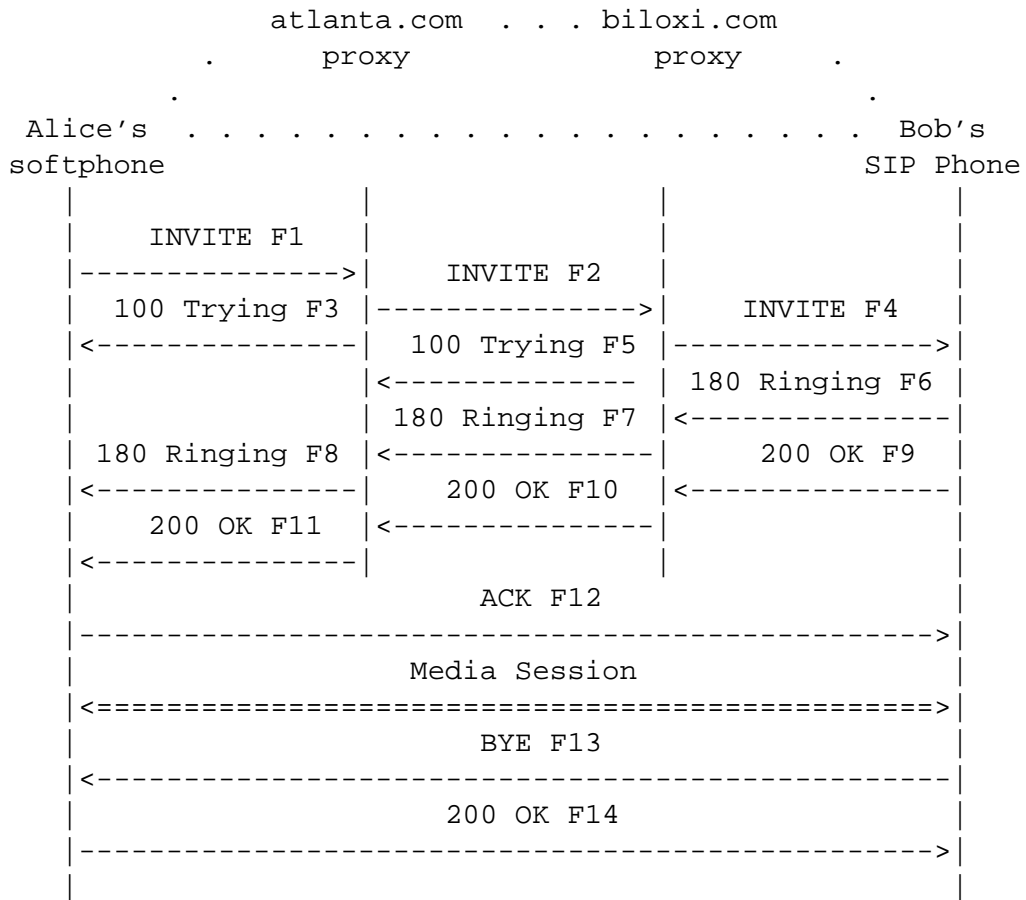 atlanta.com . . . biloxi.com
. proxy proxy .
. .
Alice's . . . . . . . . . . . . . . . . . . . . Bob's
softphone SIP Phone
| | | |
| INVITE F1 | | |
|--------------->| INVITE F2 | |
| 100 Trying F3 |--------------->| INVITE F4 |
|<---------------| 100 Trying F5 |--------------->|
| |<-------------- | 180 Ringing F6 |
| | 180 Ringing F7 |<---------------|
| 180 Ringing F8 |<---------------| 200 OK F9 |
|<---------------| 200 OK F10 |<---------------|
| 200 OK F11 |<---------------| |
|<---------------| | |
| ACK F12 |
|------------------------------------------------->|
| Media Session |
|<================================================>|
| BYE F13 |
|<-------------------------------------------------|
| 200 OK F14 |
|------------------------------------------------->|
| |